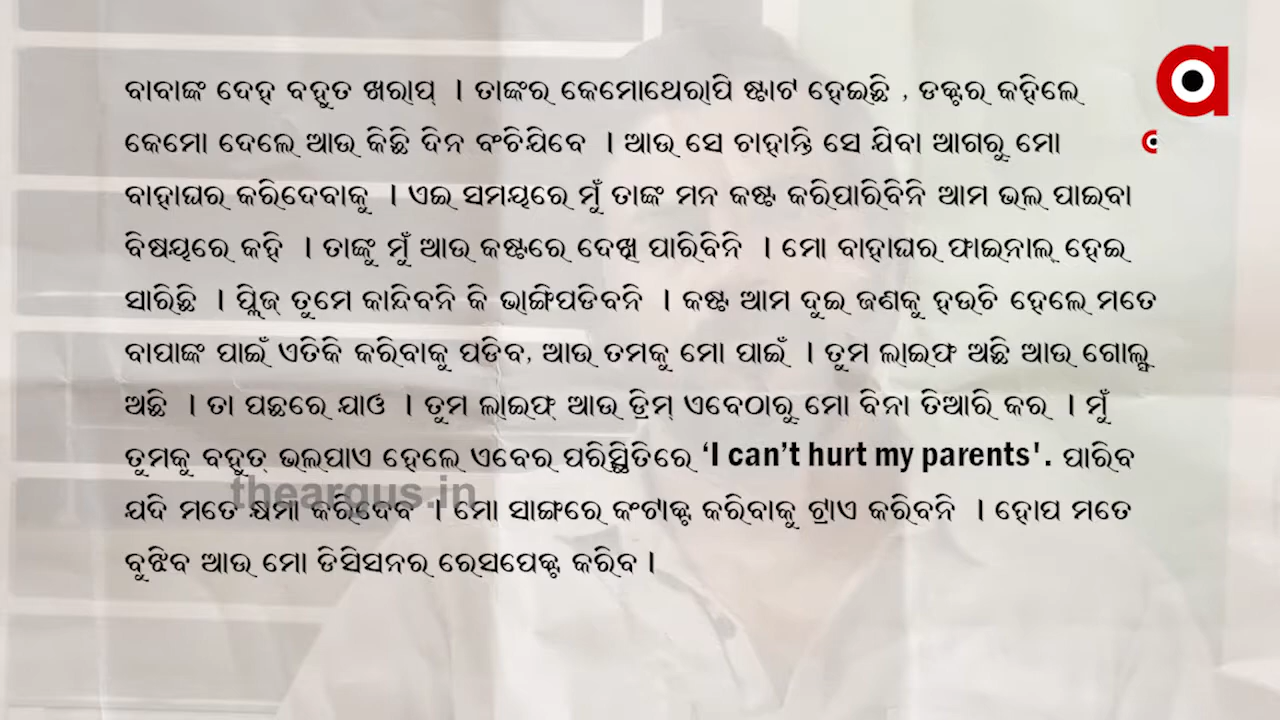 ବାବାଙ୍କ ଦେହ ବହୁତ ଖରାପ୍ । ତାଙ୍କର କେମୋଥେରାପି ଷ୍ଟାଟ ହେଇଛି , ଡକ୍ଟର କହିଲେ
କେମୋ ଦେଲେ ଆଉ କିଛି ଦିନ ବଂଚିଯିବେ । ଆଉ ସେ ଚାହାନ୍ତି ସେ ଯିବା ଆଗରୁ ମୋ
ବାହାଘର କରିଦେବାକୁ । ଏଇ ସମୟରେ ମୁଁ ତାଙ୍କ ମନ କଷ୍ଟ କରିପାରିବିନି ଆମ ଭଲ ପାଇବା
ବିଷୟରେ କହି । ତାଙ୍କୁ ମୁଁ ଆଉ କଷ୍ଟରେ ଦେଖି ପାରିବିନି । ମୋ ବାହାଘର ଫାଇନାଲ୍ ହେଇ
ସାରିଛି । ପ୍ଲିଜ୍ ତୁମେ କାନ୍ଦିବନି କି ଭାଙ୍ଗିପଡିବନି । କଷ୍ଟ ଆମ ଦୁଇ ଜଣକୁ ହଉଚି ହେଲେ ମତେ
ବାପାଙ୍କ ପାଇଁ ଏତିକି କରିବାକୁ ପଡିବ, ଆଉ ତମକୁ ମୋ ପାଇଁ । ତୁମ ଲାଇଫ ଅଛି ଆଉ ଗୋଲ୍ସ
ଅଛି । ତା ପଛରେ ଯାଓ । ତୁମ ଲାଇଫ୍ ଆଉ ଡ୍ରିମ୍ ଏବେଠାରୁ ମୋ ବିନା ତିଆରି କର । ମୁଁ
ତୁମକୁ ବହୁତ୍ ଭଲ୍‌ପାଏ ହେଲେ ଏବେର ପରିସ୍ଥିତିରେ ‘I can’t hurt my parents'. ପାରିବ
theargus.in
ଯଦି ମତେ କ୍ଷମା କରିଦେବ । ମୋ ସାଙ୍ଗରେ କଂଟାକ୍ଟ କରିବାକୁ ଟ୍ରାଏ କରିବନି । ହୋପ ମତେ
ବୁଝିବ ଆଉ ମୋ ଡିସିସନର ରେସପେକ୍ଟ କରିବ ।